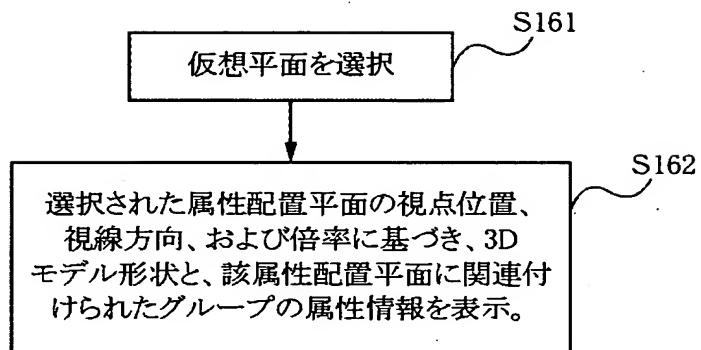 S161
仮想平面を選択
S162
選択された属性配置平面の視点位置、
視線方向、および倍率に基づき、3D
モデル形状と、該属性配置平面に関連付
けられたグループの属性情報を表示。